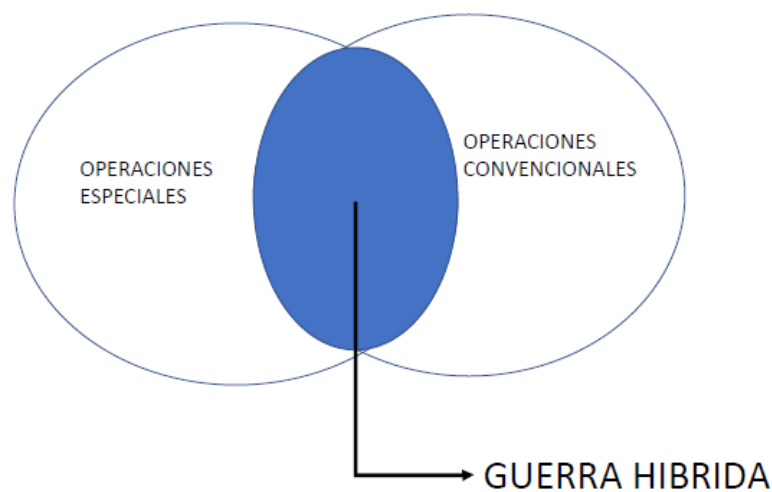 OPERACIONES
ESPECIALES
OPERACIONES
CONVENCIONALES
GUERRA HIBRIDA